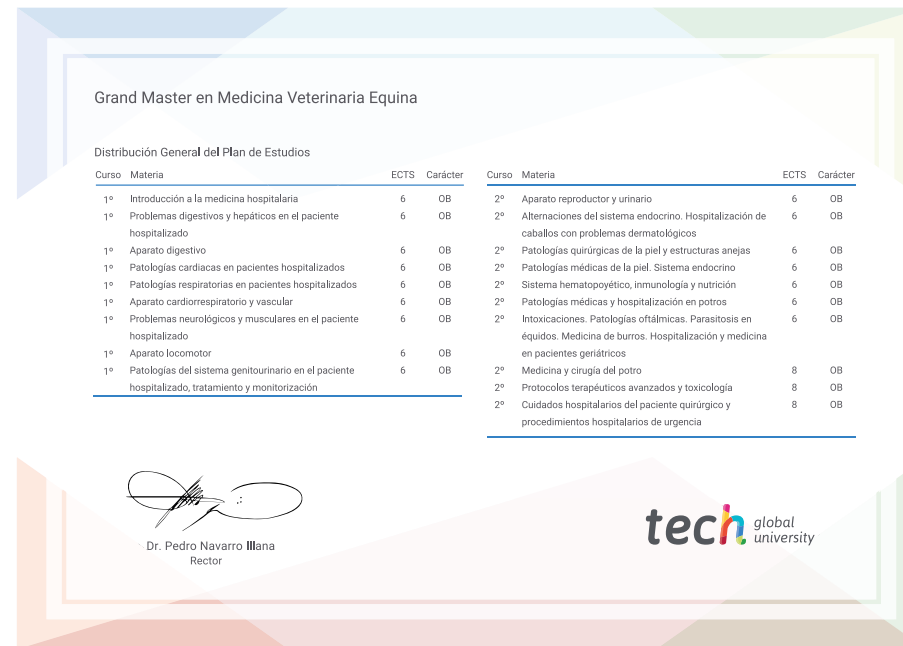 Grand Master en Medicina Veterinaria Equina
Distribución General del Plan de Estudios
Curso Materia ECTS Carácter
1º Introducción a la medicina hospitalaria 6 OB
1º Problemas digestivos y hepáticos en el paciente 6 OB
hospitalizado
1º Aparato digestivo 6 OB
1º Patologías cardiacas en pacientes hospitalizados 6 OB
1º Patologías respiratorias en pacientes hospitalizados 6 OB
1º Aparato cardiorrespiratorio y vascular 6 OB
1º Problemas neurológicos y musculares en el paciente 6 OB
hospitalizado
1º Aparato locomotor 6 OB
1º Patologías del sistema genitourinario en el paciente 6 OB
hospitalizado, tratamiento y monitorización
Curso Materia ECTS Carácter
2º Aparato reproductor y urinario 6 OB
2º Alternaciones del sistema endocrino. Hospitalización de 6 OB
caballos con problemas dermatológicos
2º Patologías quirúrgicas de la piel y estructuras anejas 6 OB
2º Patologías médicas de la piel. Sistema endocrino 6 OB
2º Sistema hematopoyético, inmunología y nutrición 6 OB
2º Patologías médicas y hospitalización en potros 6 OB
2º Intoxicaciones. Patologías oftálmicas. Parasitosis en 6 OB
équidos. Medicina de burros. Hospitalización y medicina
en pacientes geriátricos
2º Medicina y cirugía del potro 8 OB
2º Protocolos terapéuticos avanzados y toxicología 8 OB
2º Cuidados hospitalarios del paciente quirúrgico y 8 OB
procedimientos hospitalarios de urgencia
Dr. Pedro Navarro Illana
Rector
tech global
university